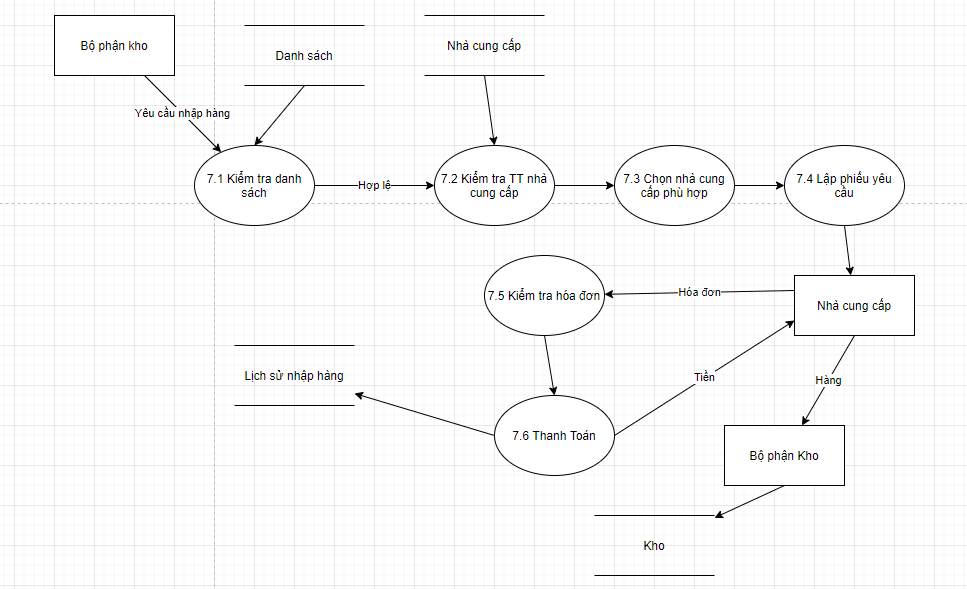 Bộ phận kho
Danh sách
Nhà cung cấp
Yêu cầu nhập hàng
7.1 Kiểm tra danh
sách
Hợp lệ
7.2 Kiểm tra TT nhà
cung cấp
7.3 Chọn nhà cung
cấp phù hợp
7.4 Lập phiếu yêu
cầu
7.5 Kiểm tra hóa đơn
Hóa đơn
Nhà cung cấp
Lịch sử nhập hàng
Tiền
Hàng
7.6 Thanh Toán
Bộ phận Kho
Kho